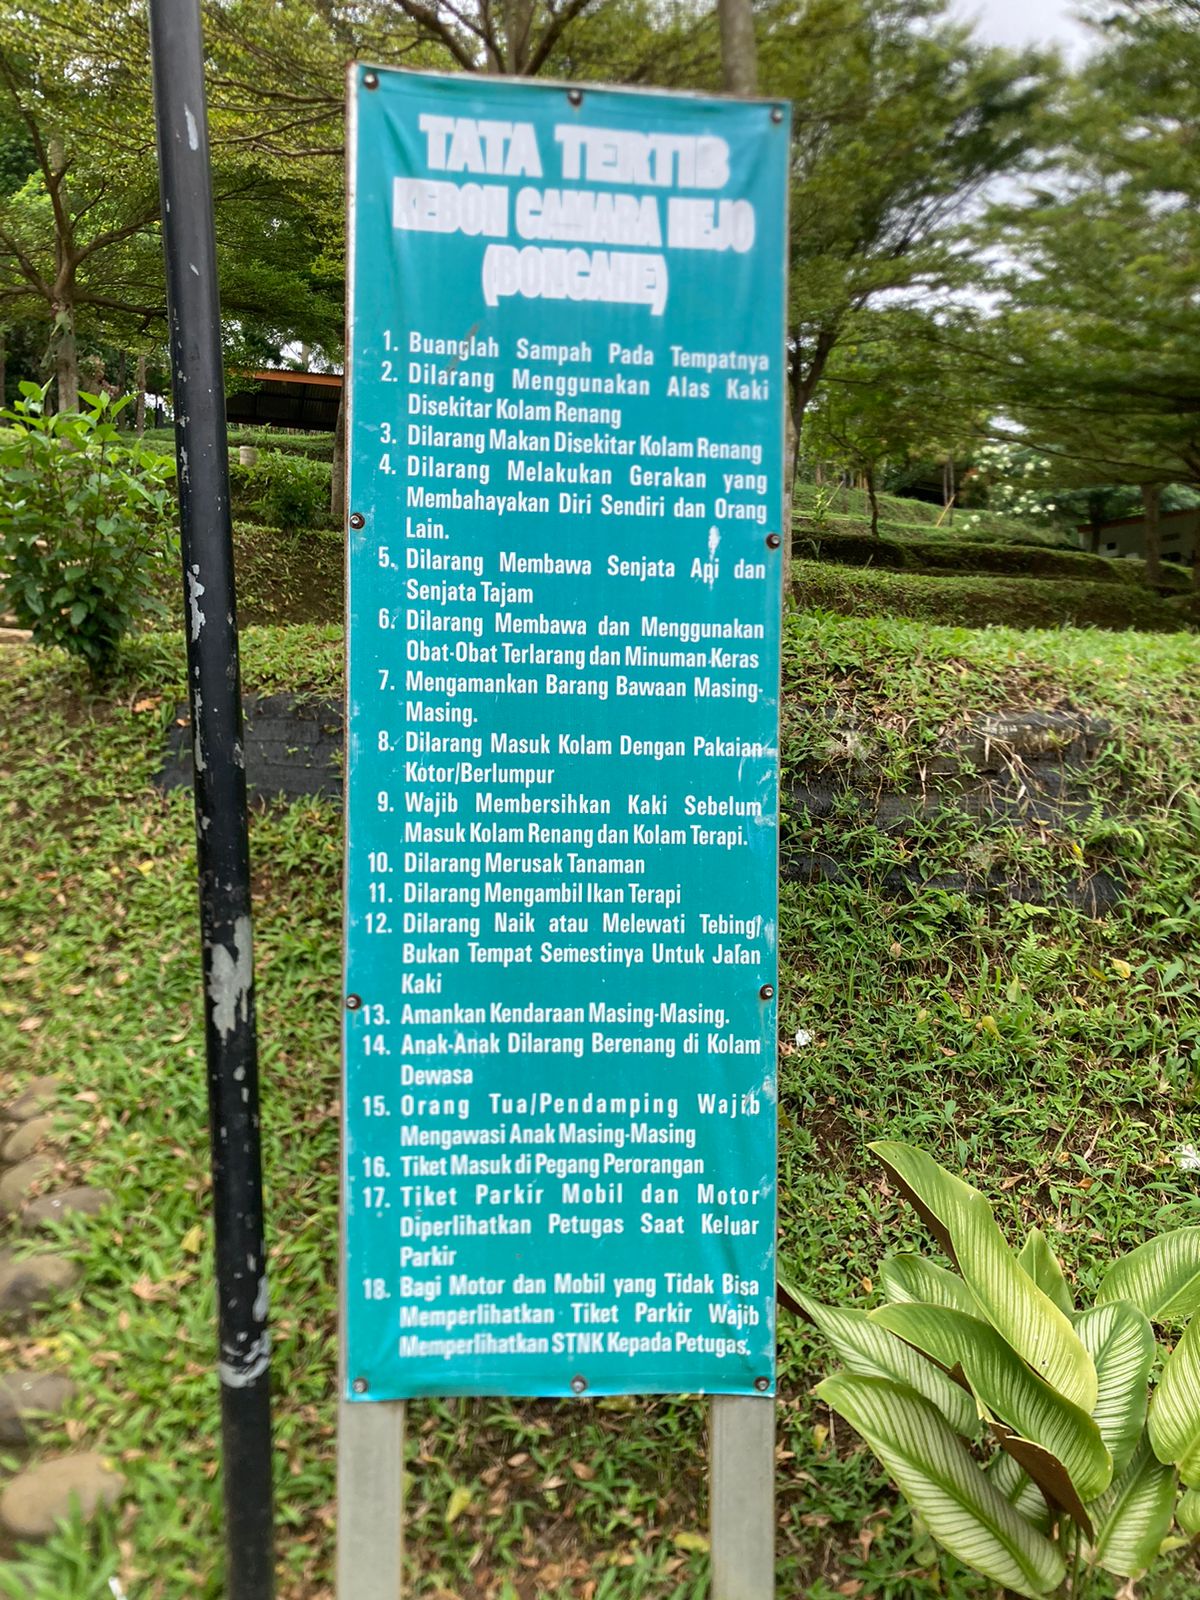 TATA TERTIB
KEBON CAMARA HEJO
(BONCAHE)
1. Buanglah Sampah Pada Tempatnya
2. Dilarang Menggunakan Alas Kaki
Disekitar Kolam Renang
3. Dilarang Makan Disekitar Kolam Renang
4. Dilarang Melakukan Gerakan yang
Membahayakan Diri Sendiri dan Orang
Lain.
5. Dilarang Membawa Senjata Api dan
Senjata Tajam
6. Dilarang Membawa dan Menggunakan
Obat-Obat Terlarang dan Minuman Keras
7. Mengamankan Barang Bawaan Masing-
Masing.
8. Dilarang Masuk Kolam Dengan Pakaian
Kotor/Berlumpur
9. Wajib Membersihkan Kaki Sebelum
Masuk Kolam Renang dan Kolam Terapi.
10. Dilarang Merusak Tanaman
11. Dilarang Mengambil Ikan Terapi
12. Dilarang Naik atau Melewati Tebing/
Bukan Tempat Semestinya Untuk Jalan
Kaki
13. Amankan Kendaraan Masing-Masing.
14. Anak-Anak Dilarang Berenang di Kolam
Dewasa
15. Orang Tua/Pendamping Wajib
Mengawasi Anak Masing-Masing
16. Tiket Masuk di Pegang Perorangan
17. Tiket Parkir Mobil dan Motor
Diperlihatkan Petugas Saat Keluar
Parkir
18. Bagi Motor dan Mobil yang Tidak Bisa
Memperlihatkan Tiket Parkir Wajib
Memperlihatkan STNK Kepada Petugas.